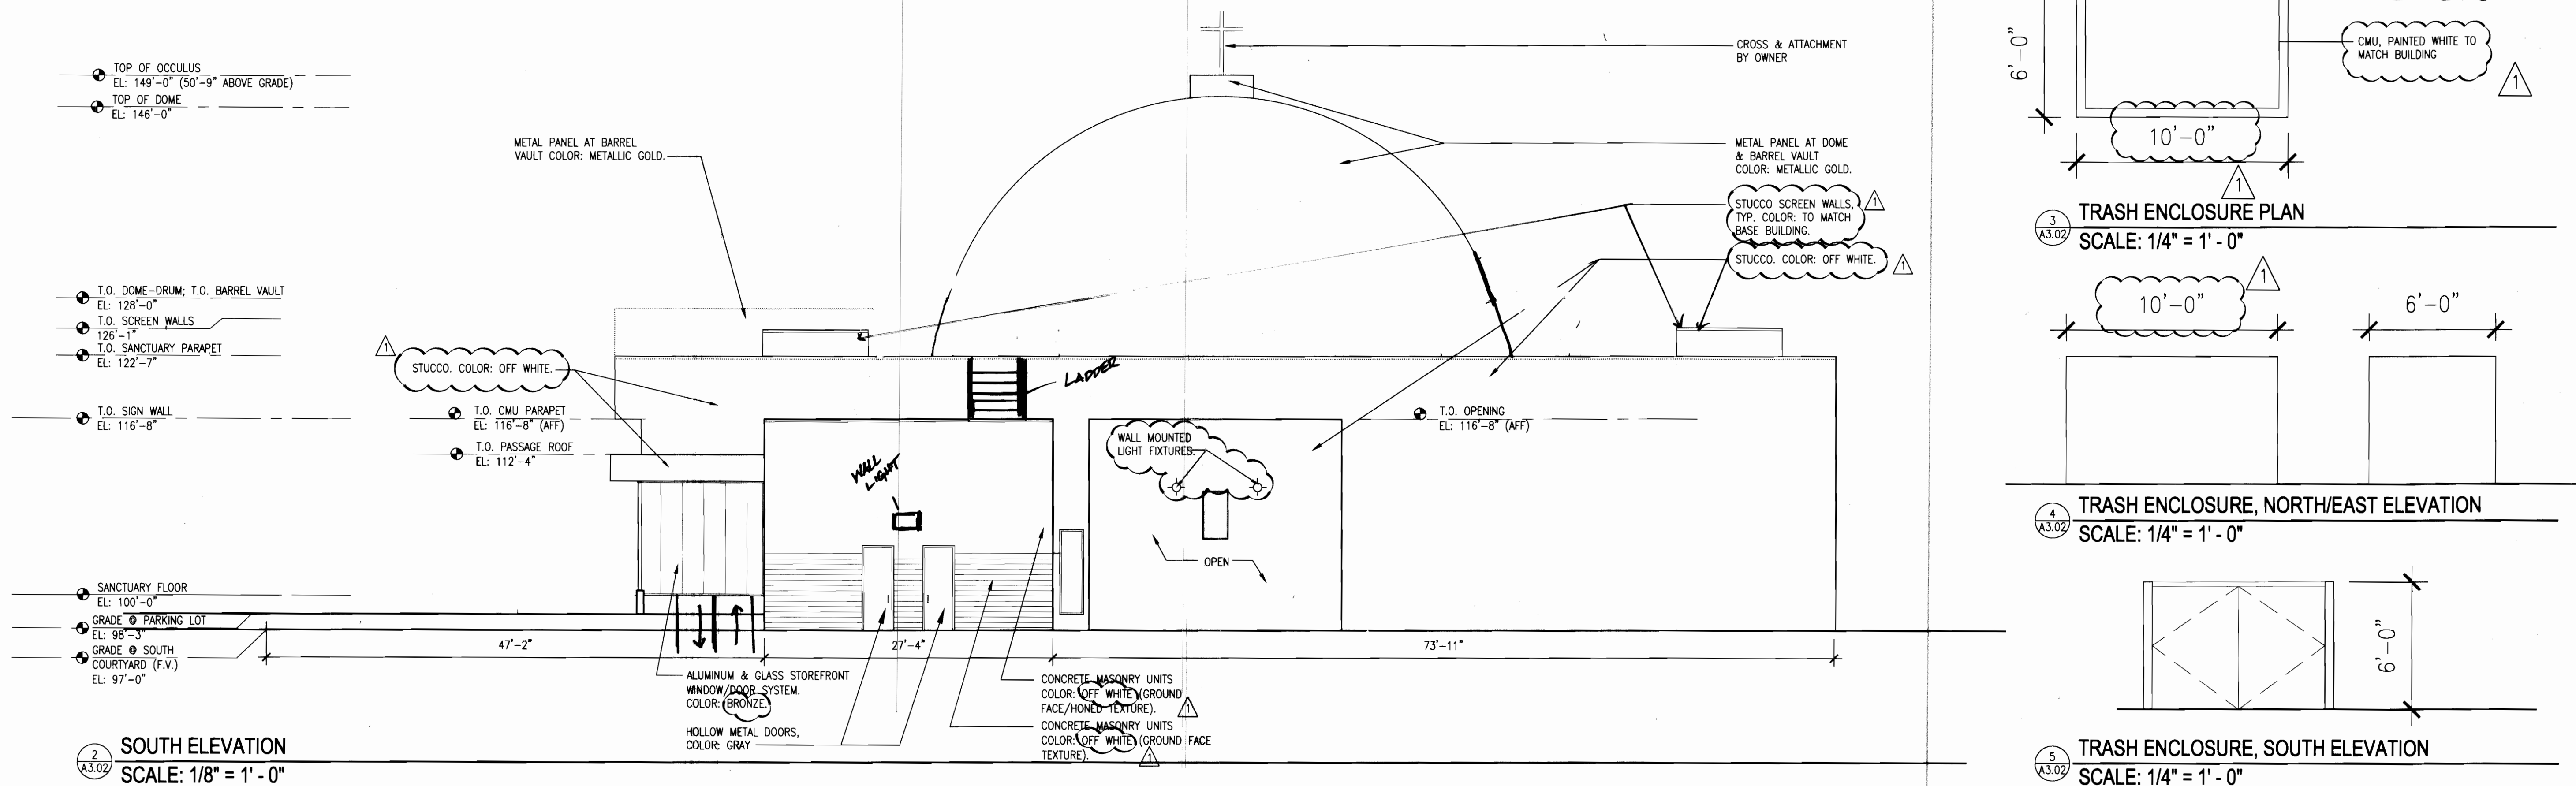 TOP OF OCCULUS
EL: 149'-0" (50'-9" ABOVE GRADE)
TOP OF DOME
EL: 146'-0"
T.O. DOME-DRUM; T.O. BARREL VAULT
EL: 128'-0"
T.O. SCREEN WALLS
126'-1"
T.O. SANCTUARY PARAPET
EL: 122'-7"
T.O. SIGN WALL
EL: 116'-8"
SANCTUARY FLOOR
EL: 100'-0"
GRADE @ PARKING LOT
EL: 98'-3"
GRADE @ SOUTH
COURTYARD (F.V.)
EL: 97'-0"
METAL PANEL AT BARREL
VAULT COLOR: METALLIC GOLD.
1
STUCCO. COLOR: OFF WHITE.
T.O. CMU PARAPET
EL: 116'-8" (AFF)
T.O. PASSAGE ROOF
EL: 112'-4"
LADDER
WALL
LIGHT
WALL MOUNTED
LIGHT FIXTURES.
OPEN
T.O. OPENING
EL: 116'-8" (AFF)
CROSS & ATTACHMENT
BY OWNER
METAL PANEL AT DOME
& BARREL VAULT
COLOR: METALLIC GOLD.
STUCCO SCREEN WALLS,
TYP. COLOR: TO MATCH
BASE BUILDING.
1
STUCCO. COLOR: OFF WHITE.
1
47'-2"
27'-4"
73'-11"
ALUMINUM & GLASS STOREFRONT
WINDOW/DOOR SYSTEM.
COLOR: BRONZE.
HOLLOW METAL DOORS,
COLOR: GRAY
CONCRETE MASONRY UNITS
COLOR: OFF WHITE (GROUND
FACE/HONED TEXTURE).
1
CONCRETE MASONRY UNITS
COLOR: OFF WHITE (GROUND FACE
TEXTURE).
1
2
A3.02
SOUTH ELEVATION
SCALE: 1/8" = 1' - 0"
6'-0"
CMU, PAINTED WHITE TO
MATCH BUILDING
1
10'-0"
1
3
A3.02
TRASH ENCLOSURE PLAN
SCALE: 1/4" = 1' - 0"
1
10'-0"
6'-0"
4
A3.02
TRASH ENCLOSURE, NORTH/EAST ELEVATION
SCALE: 1/4" = 1' - 0"
6'-0"
5
A3.02
TRASH ENCLOSURE, SOUTH ELEVATION
SCALE: 1/4" = 1' - 0"